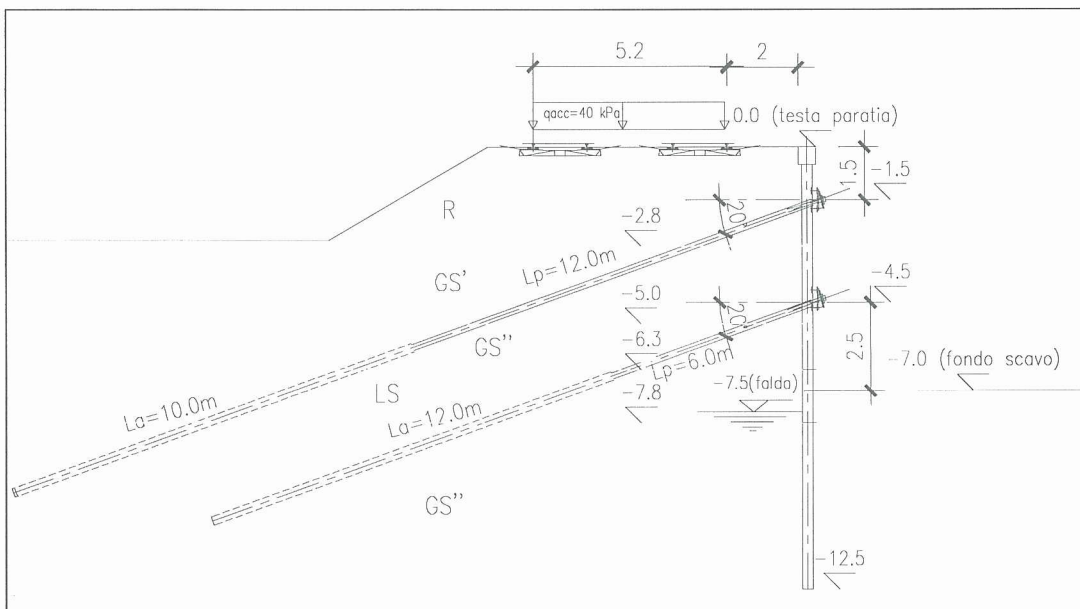 5.2
2
qacc=40 kPa
0.0 (testa paratia)
1.5
-1.5
R
20°
-2.8
Lp=12.0m
GS'
-4.5
-5.0
20°
GS"
-6.3
Lp=6.0m
2.5
-7.0 (fondo scavo)
-7.5(falda)
LS
-7.8
La=10.0m
La=12.0m
GS"
-12.5